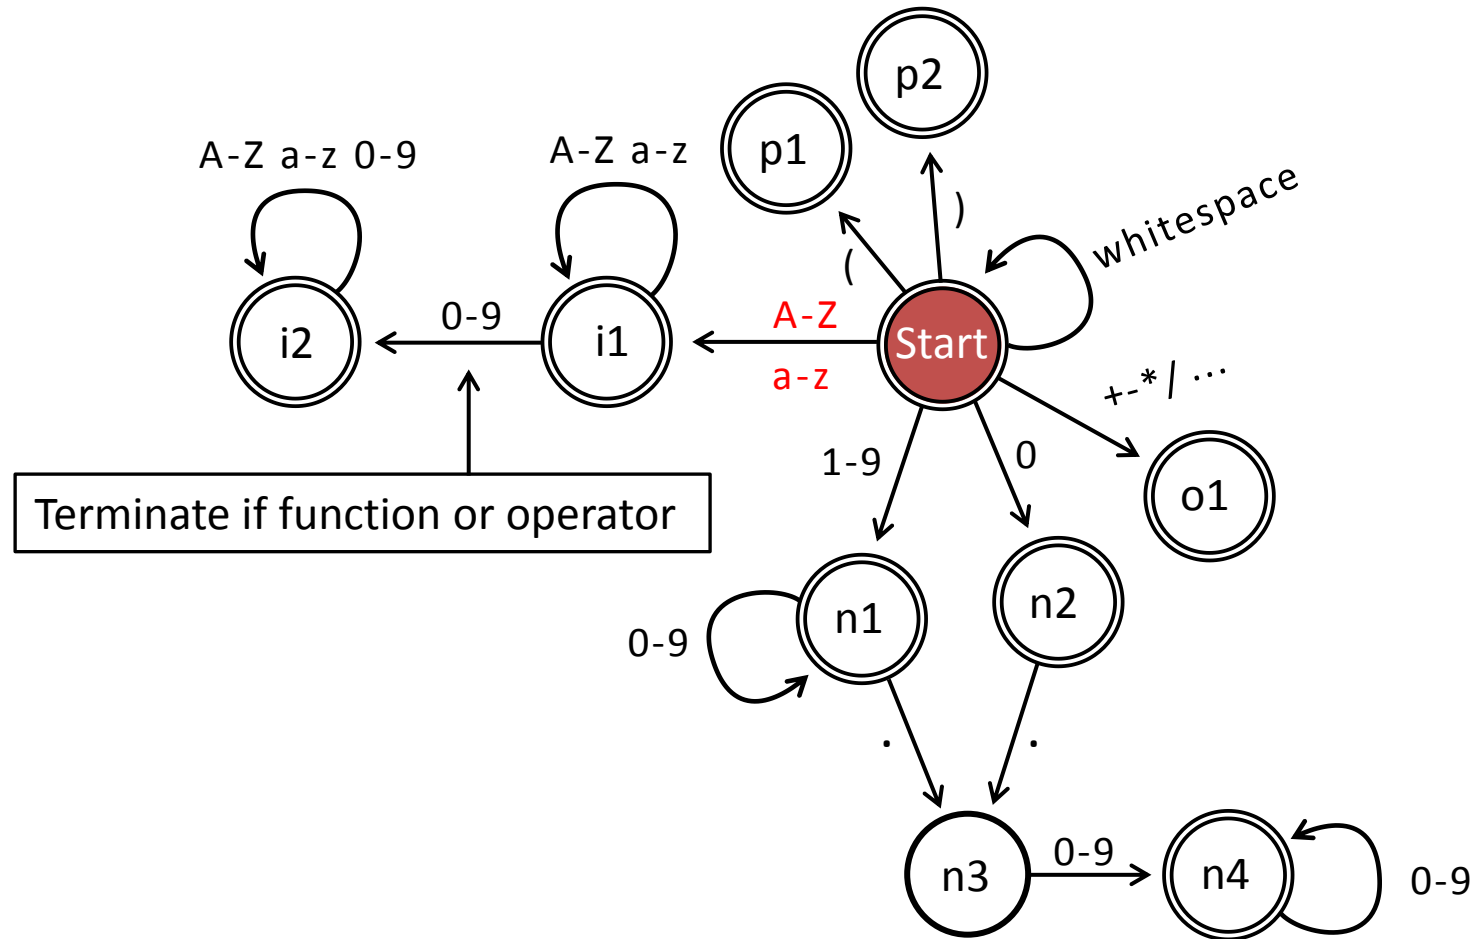 p2
p1
A-Z a-z 0-9
A-Z a-z
whitespace
)
(
0-9
A-Z
i2
i1
Start
a-z
+-*/ ...
1-9
0
Terminate if function or operator
o1
n1
n2
0-9
.
.
n3
0-9
n4
0-9